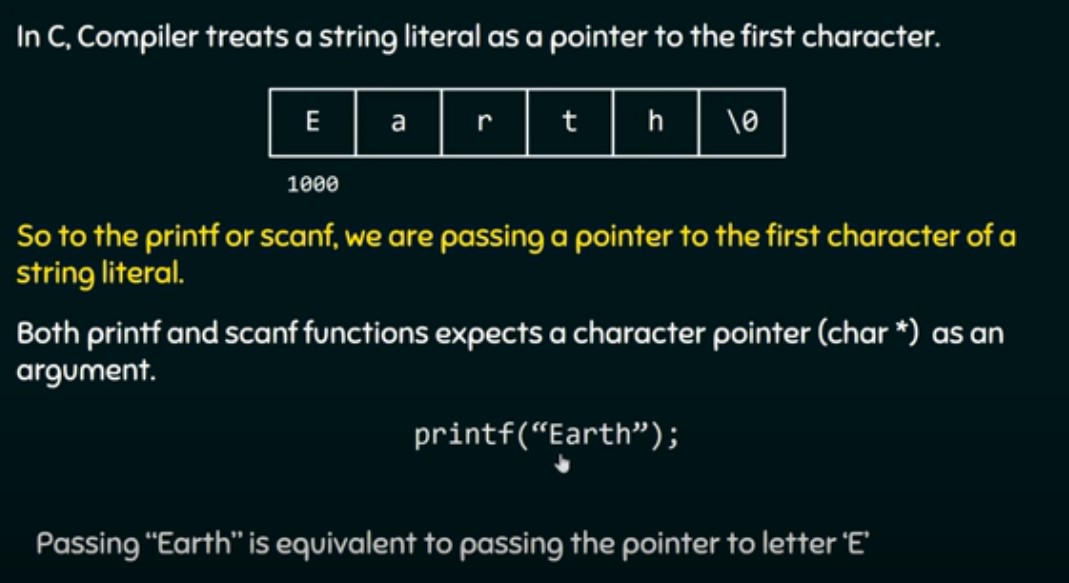 In C, Compiler treats a string literal as a pointer to the first character.
E a r t h \0
1000
So to the printf or scanf, we are passing a pointer to the first character of a
string literal.
Both printf and scanf functions expects a character pointer (char *) as an
argument.
printf(“Earth”);
Passing “Earth” is equivalent to passing the pointer to letter ‘E’